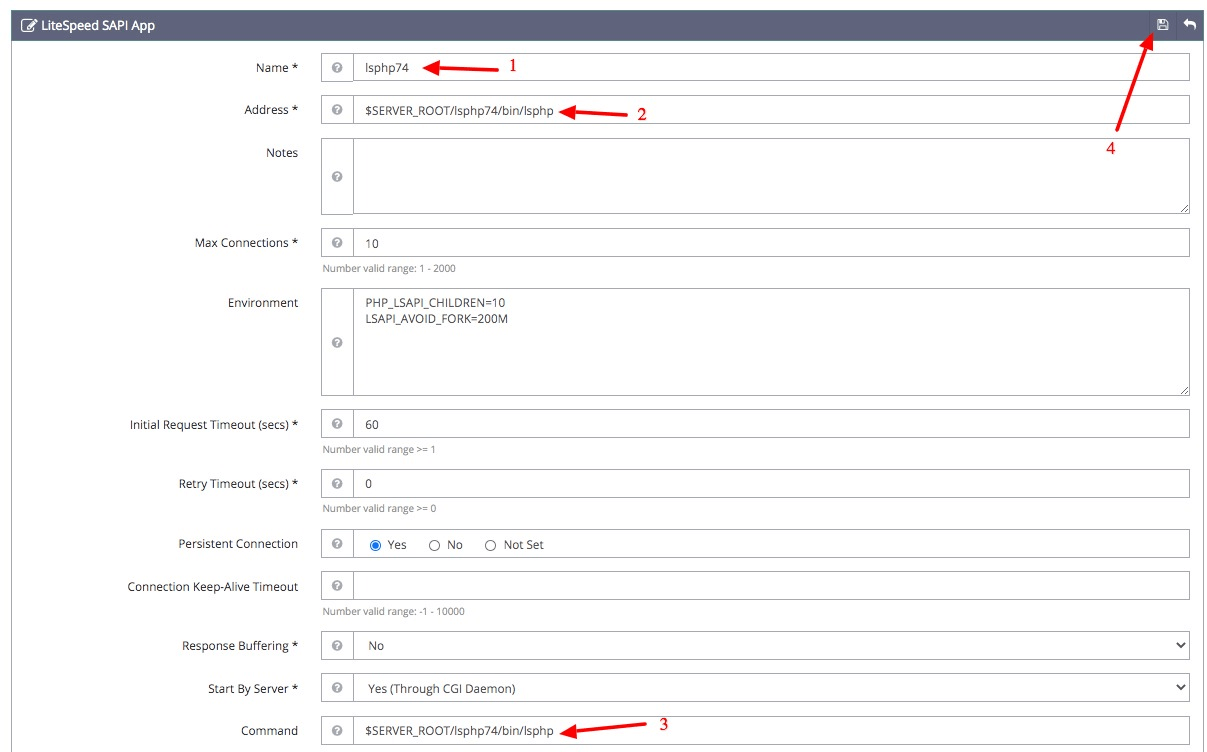 LiteSpeed SAPI App
Name * lsphp74 1
Address * $SERVER_ROOT/lsphp74/bin/lsphp 2
4
Notes
Max Connections * 10
Number valid range: 1 - 2000
Environment PHP_LSAPI_CHILDREN=10
LSAPI_AVOID_FORK=200M
Initial Request Timeout (secs) * 60
Number valid range >= 1
Retry Timeout (secs) * 0
Number valid range >= 0
Persistent Connection Yes No Not Set
Connection Keep-Alive Timeout
Number valid range: -1 - 10000
Response Buffering * No
Start By Server * Yes (Through CGI Daemon)
Command $SERVER_ROOT/lsphp74/bin/lsphp 3